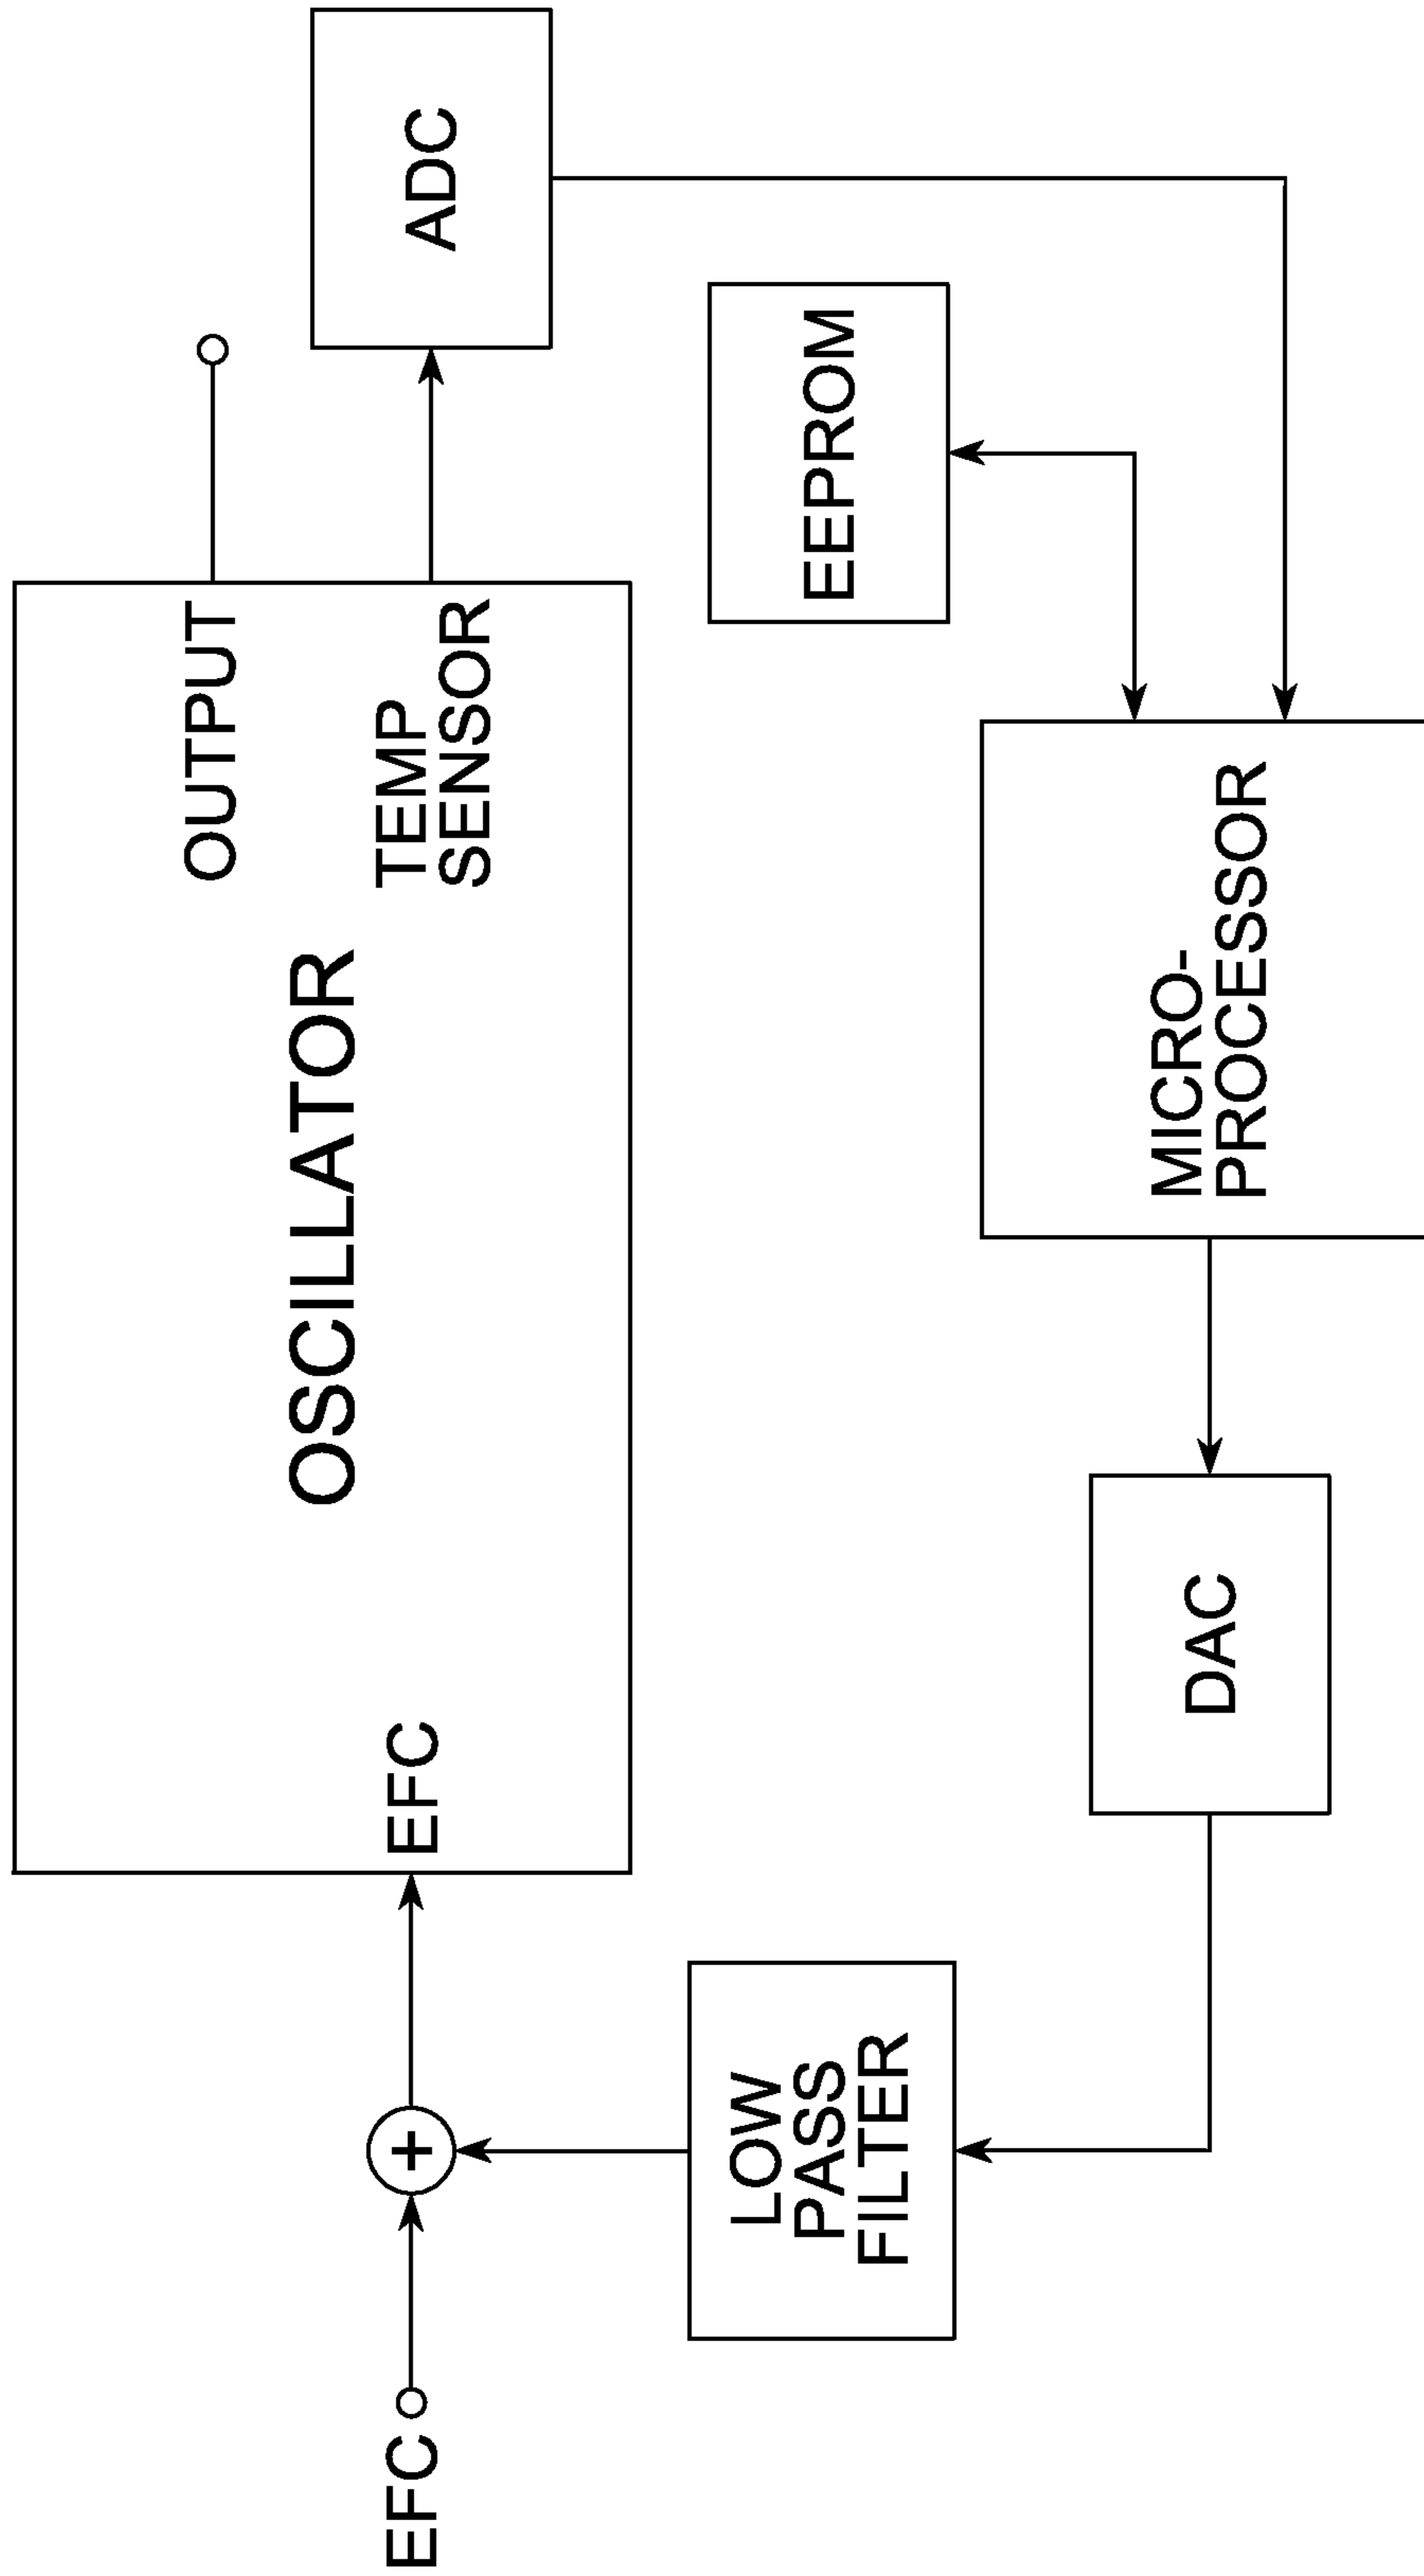 OUTPUT
OSCILLATOR
TEMP
SENSOR
EFC
EFC
+
ADC
LOW
PASS
FILTER
EEPROM
DAC
MICRO-
PROCESSOR